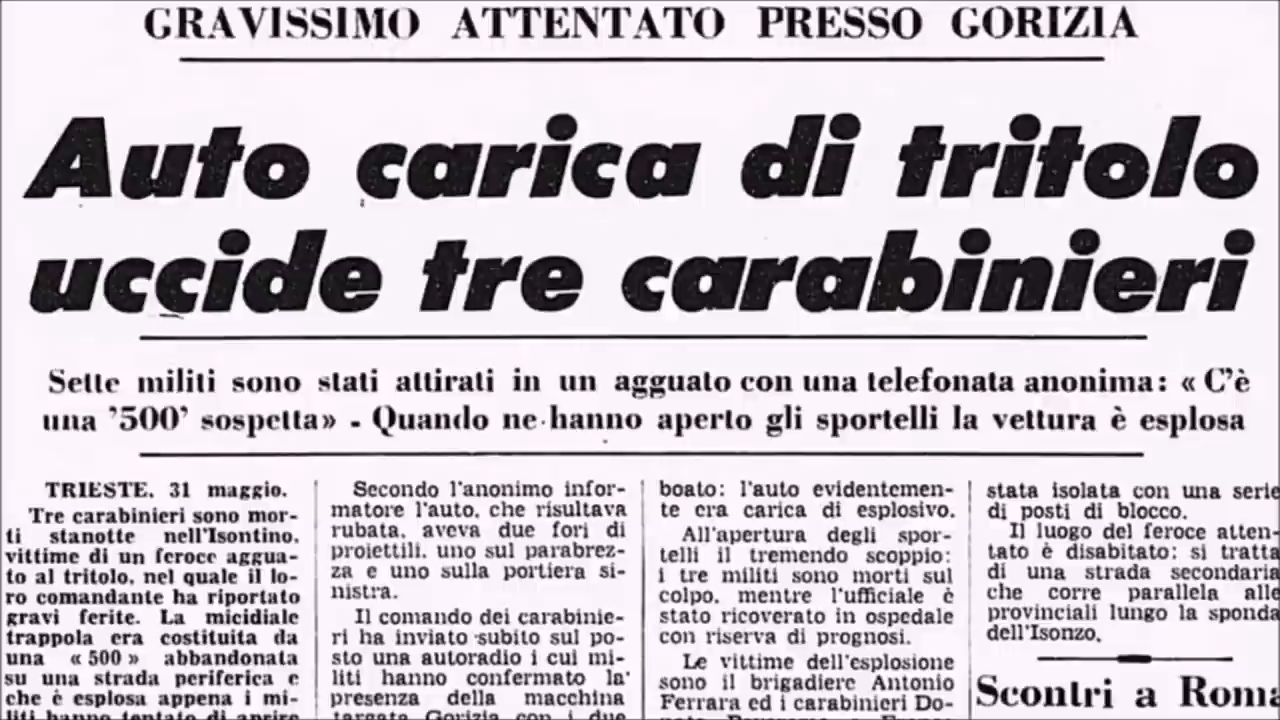 GRAVISSIMO ATTENTATO PRESSO GORIZIA
Auto carica di tritolo
uccide tre carabinieri
Sette militi sono stati attirati in un agguato con una telefonata anonima: « C'è
una '500' sospetta» - Quando ne hanno aperto gli sportelli la vettura è esplosa
TRIESTE, 31 maggio.
Tre carabinieri sono mor-
ti stanotte nell'Isontino,
vittime di un feroce aggua-
to al tritolo, nel quale il lo-
ro comandante ha riportato
gravi ferite. La micidiale
trappola era costituita da
una « 500 » abbandonata
su una strada periferica e
che è esplosa appena i mi-
liti hanno tentato di aprire
Secondo l'anonimo infor-
matore l'auto, che risultava
rubata, aveva due fori di
proiettili, uno sul parabrez-
za e uno sulla portiera si-
nistra.
Il comando dei carabinie-
ri ha inviato subito sul po-
sto una autoradio i cui mi-
liti hanno confermato la
presenza della macchina
targata Gorizia con i due
boato: l'auto evidentemen-
te era carica di esplosivo.
All'apertura degli spor-
telli il tremendo scoppio:
i tre militi sono morti sul
colpo, mentre l'ufficiale è
stato ricoverato in ospedale
con riserva di prognosi.
Le vittime dell'esplosione
sono il brigadiere Antonio
Ferrara ed i carabinieri Do-
stata isolata con una serie
di posti di blocco.
Il luogo del feroce atten-
tato è disabitato: si tratta
di una strada secondaria
che corre parallela alle
provinciali lungo la sponda
dell'Isonzo.
Scontri a Roma